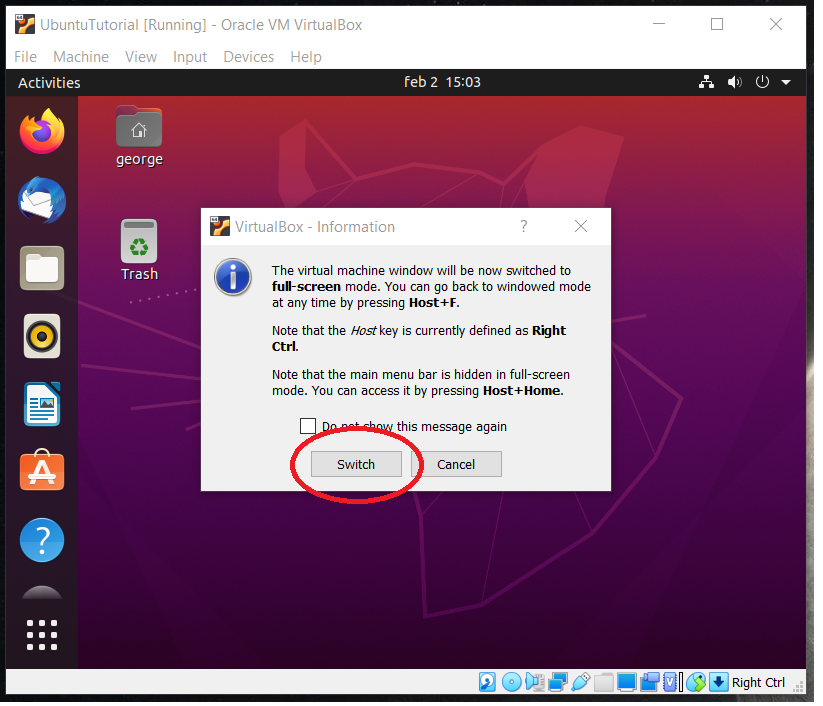 UbuntuTutorial [Running] - Oracle VM VirtualBox
File Machine View Input Devices Help
Activities feb 2 15:03
george
Trash
VirtualBox - Information ?
The virtual machine window will be now switched to
full-screen mode. You can go back to windowed mode
at any time by pressing Host+F.
Note that the Host key is currently defined as Right
Ctrl.
Note that the main menu bar is hidden in full-screen
mode. You can access it by pressing Host+Home.
Do not show this message again
Switch Cancel
Right Ctrl